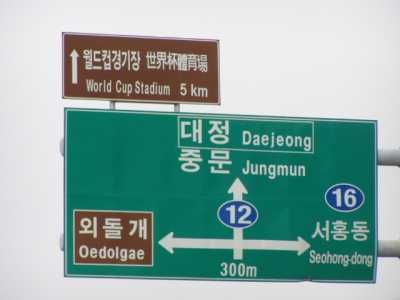 월드컵경기장 世界杯體育場
World Cup Stadium 5 km
대정 Daejeong
중문 Jungmun
16
12
외돌개
Oedolgae
서홍동
Seohong-dong
300m